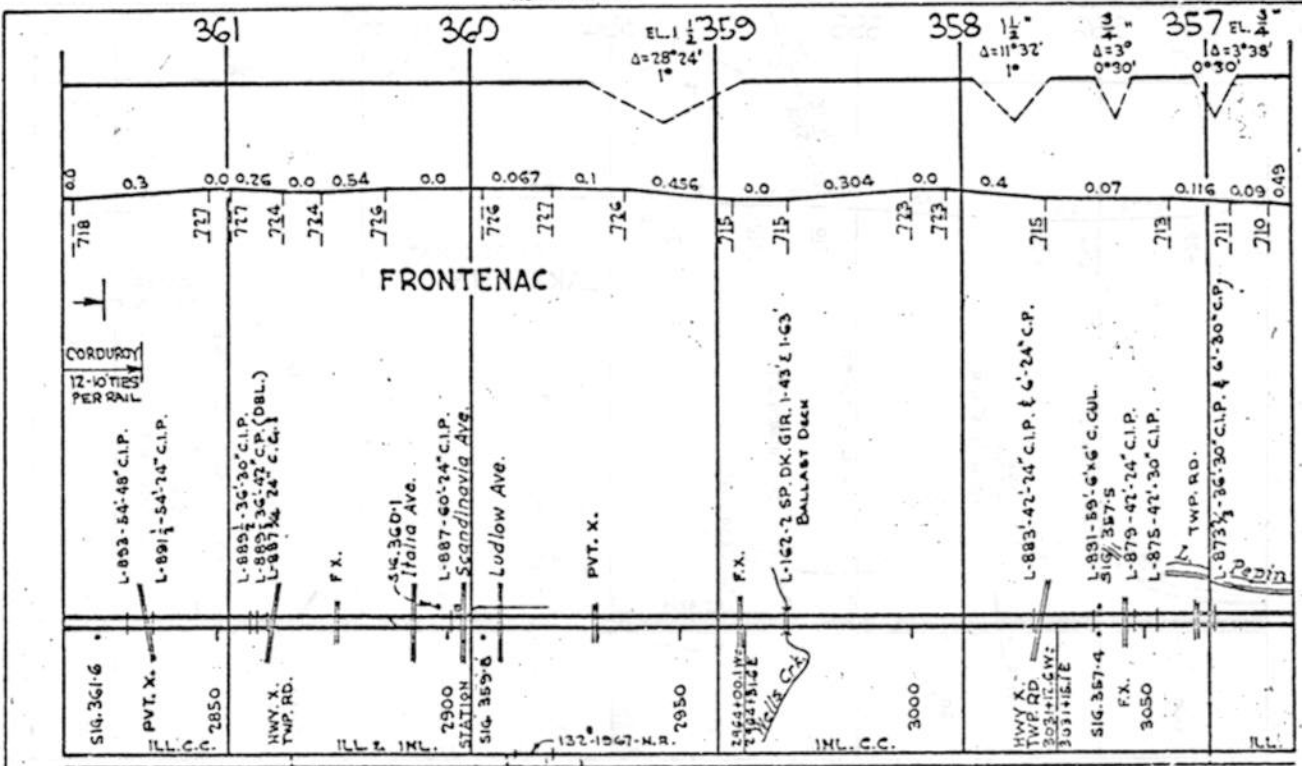 361 360 359 358 357
EL. 1 1/2
Δ=28°24'
1°
1 1/2"
Δ=11°32'
1°
3/4"
Δ=3°
0°30'
EL. 3/4"
Δ=3°38'
0°30'
0.0 0.3 0.0 0.26 0.0 0.54 0.0 0.067 0.1 0.456 0.0 0.304 0.0 0.4 0.07 0.116 0.09 0.49
718 727 727 724 724 726 726 727 726 715 715 723 723 715 713 711 710
FRONTENAC
CORDUROY
12-10' TIES
PER RAIL
L-893-54'-48" C.I.P.
L-891 1/2-54'-24" C.I.P.
L-889 1/2-36'-30" C.I.P.
L-889-36'-42" C.P. (DBL.)
F.X.
SIG. 360-1
Italia Ave.
L-887-60'-24" C.I.P.
Scandinavia Ave.
Ludlow Ave.
PVT. X.
F.X.
L-162-2 SP. DK. GIR. 1-43' & 1-63'
BALLAST DECK
L-883'-42'-24" C.I.P. & 6'-24" C.P.
L-881-59'-6'x6' C. CUL.
SIG. 357-5
L-879-42'-24" C.I.P.
L-875-42'-30" C.I.P.
TWP. RD.
-36'-30" C.I.P. & 6'-30" C.P.
L. Pepin
SIG. 361-6
PVT. X.
2850
HWY. X.
TWP. RD.
2900
STATION
SIG. 359-8
2950
Wells Crk.
3000
HWY X.
TWP. RD.
SIG. 357-4
F.X.
3050
ILL. C.C.
ILL & INL.
132-1967-N.R.
INL. C.C.
ILL.